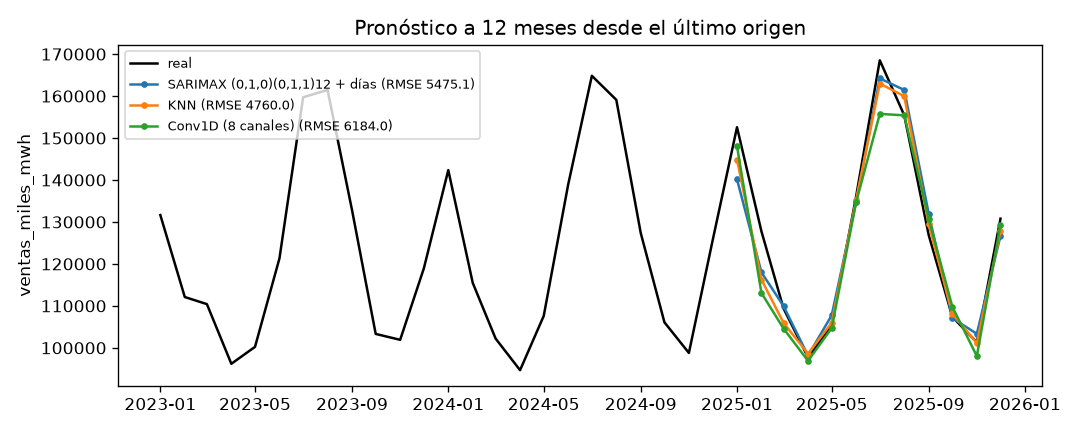 Pronóstico a 12 meses desde el último origen
real
SARIMAX (0,1,0)(0,1,1)12 + días (RMSE 5475.1)
KNN (RMSE 4760.0)
Conv1D (8 canales) (RMSE 6184.0)
ventas_miles_mwh
170000
160000
150000
140000
130000
120000
110000
100000
2023-01 2023-05 2023-09 2024-01 2024-05 2024-09 2025-01 2025-05 2025-09 2026-01